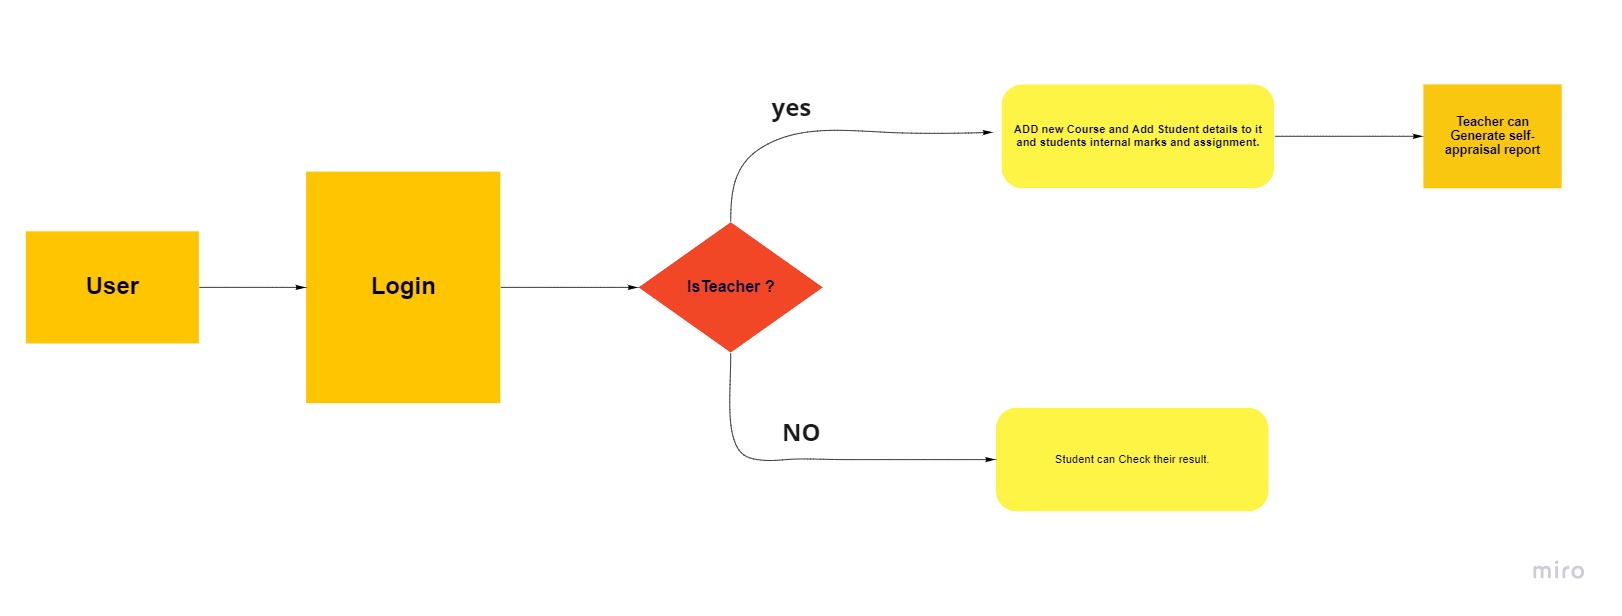 User
Login
IsTeacher ?
yes
ADD new Course and Add Student details to it
and students internal marks and assignment.
Teacher can
Generate self-
appraisal report
NO
Student can Check their result.
miro